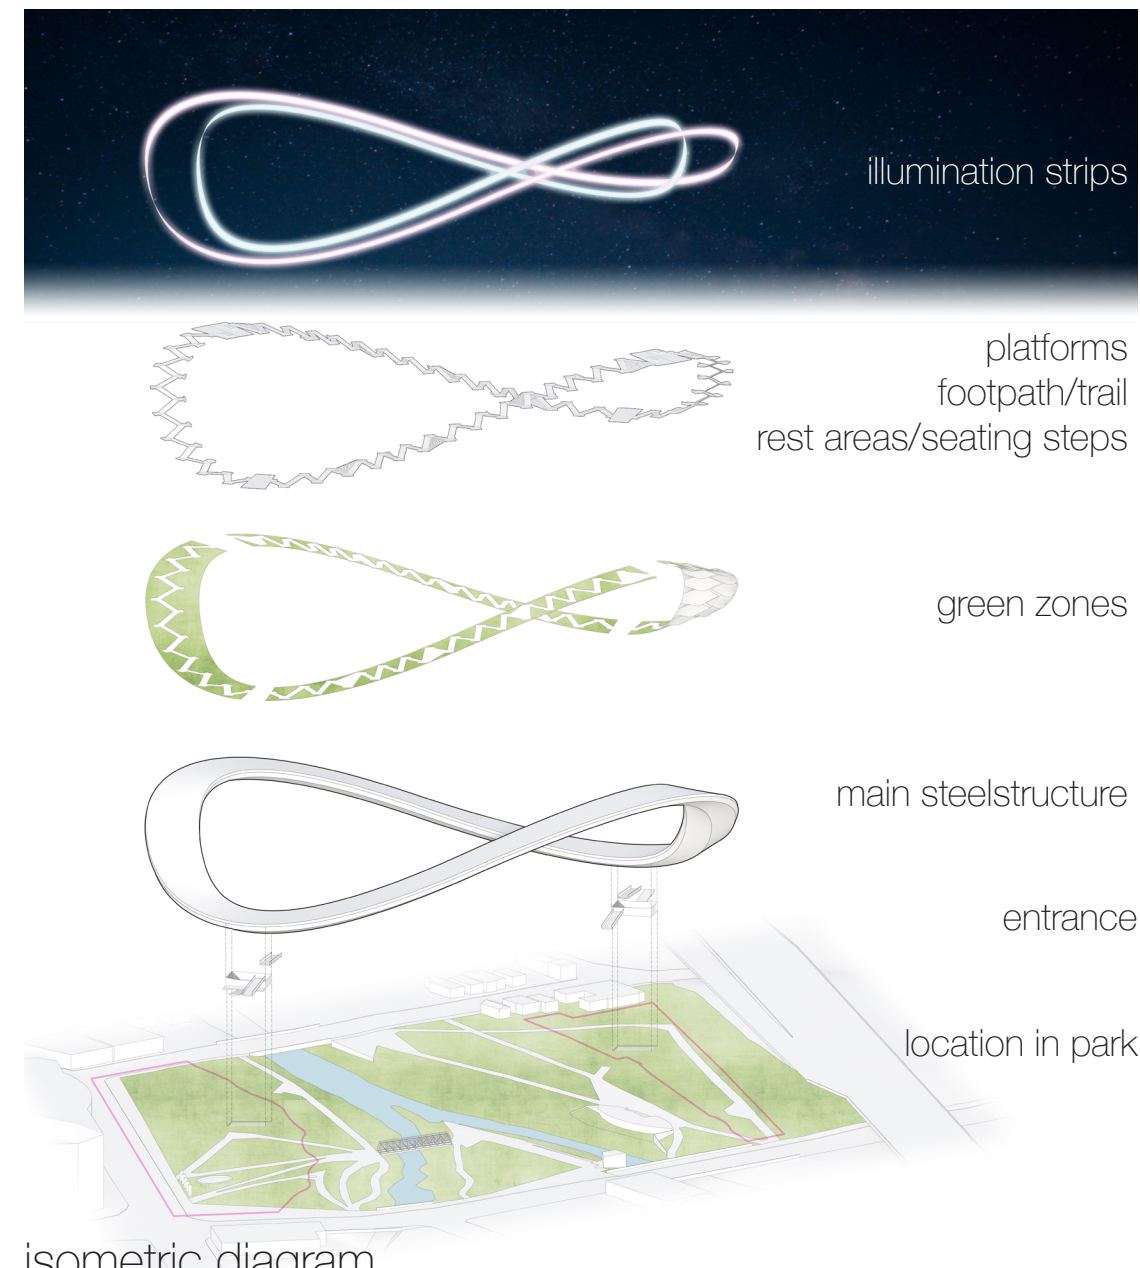 illumination strips
platforms
footpath/trail
rest areas/seating steps
green zones
main steelstructure
entrance
location in park
isometric diagram